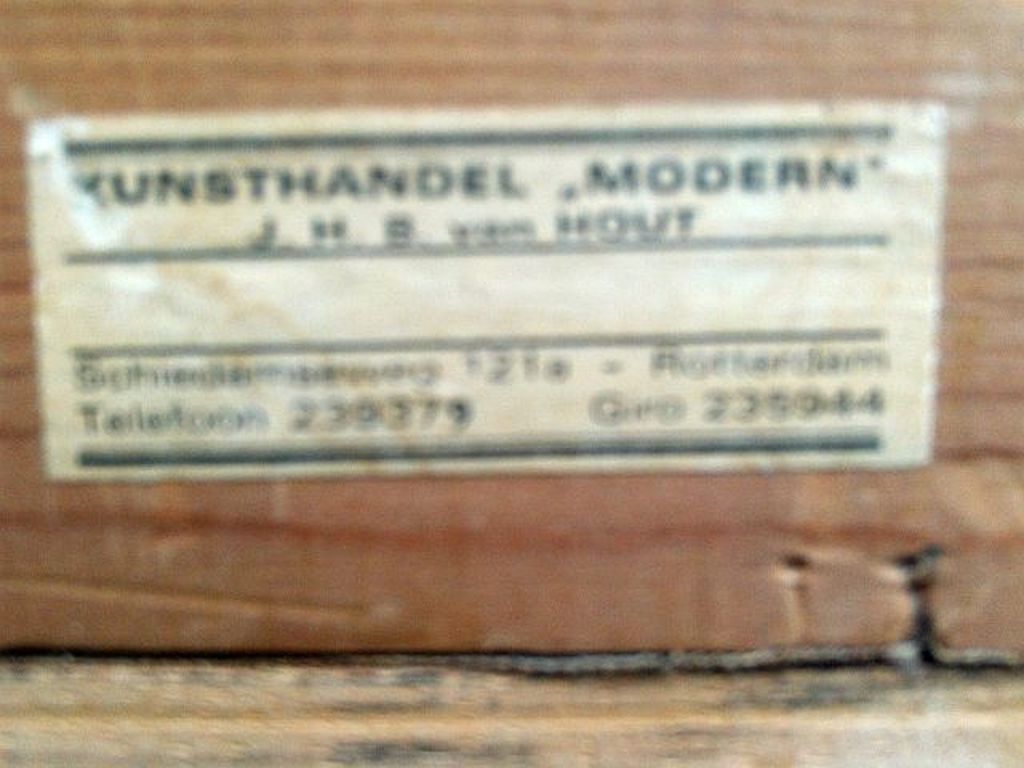 KUNSTHANDEL „MODERN"
J. H. B. van HOUT
Schiedamseweg 121a - Rotterdam
Telefoon 239379 Giro 235944